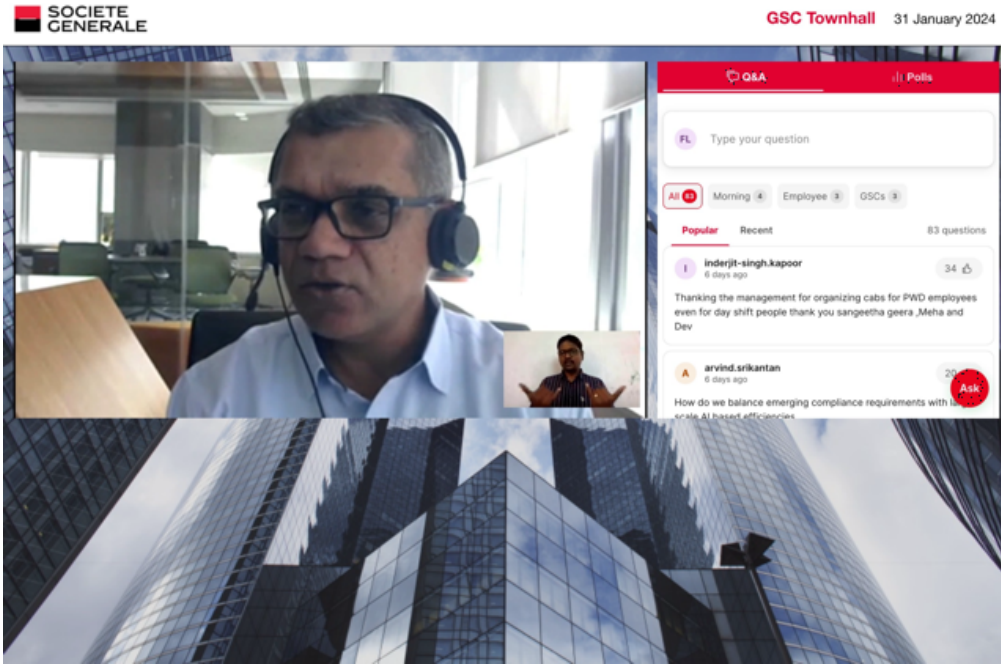 SOCIETE
GENERALE
GSC Townhall 31 January 2024
Q&A
Polls
FL
Type your question
All 83
Morning 4
Employee 3
GSCs 3
Popular
Recent
83 questions
I
inderjit-singh.kapoor
6 days ago
34
Thanking the management for organizing cabs for PWD employees
even for day shift people thank you sangeetha geera ,Meha and
Dev
A
arvind.srikantan
6 days ago
20
Ask
How do we balance emerging compliance requirements with
scale AI based efficiencies